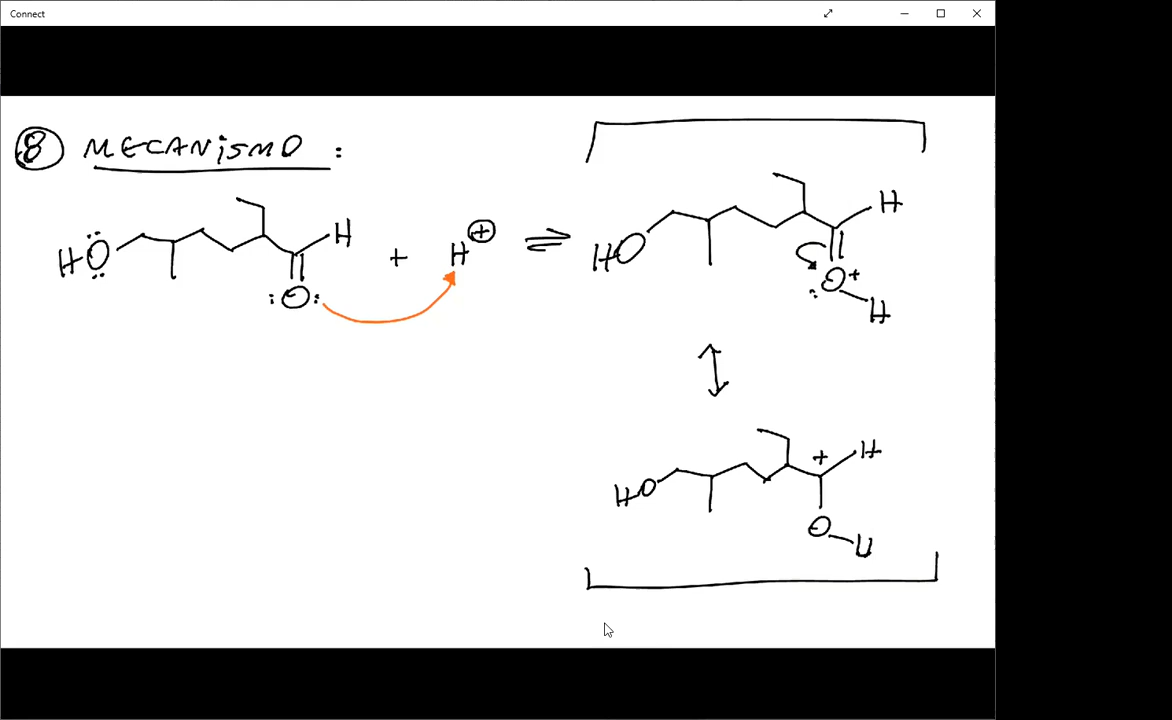 Connect
8 MECANISMO :
HO H + H+ ⇌ HO H
O O+
H
HO + H
O H